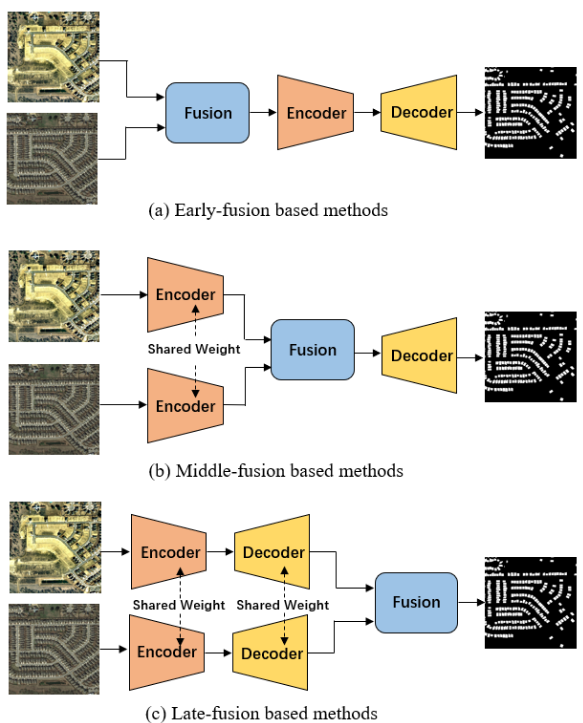 Fusion
Encoder
Decoder
(a) Early-fusion based methods
Encoder
Shared Weight
Fusion
Decoder
Encoder
(b) Middle-fusion based methods
Encoder
Decoder
Shared Weight
Shared Weight
Fusion
Encoder
Decoder
(c) Late-fusion based methods